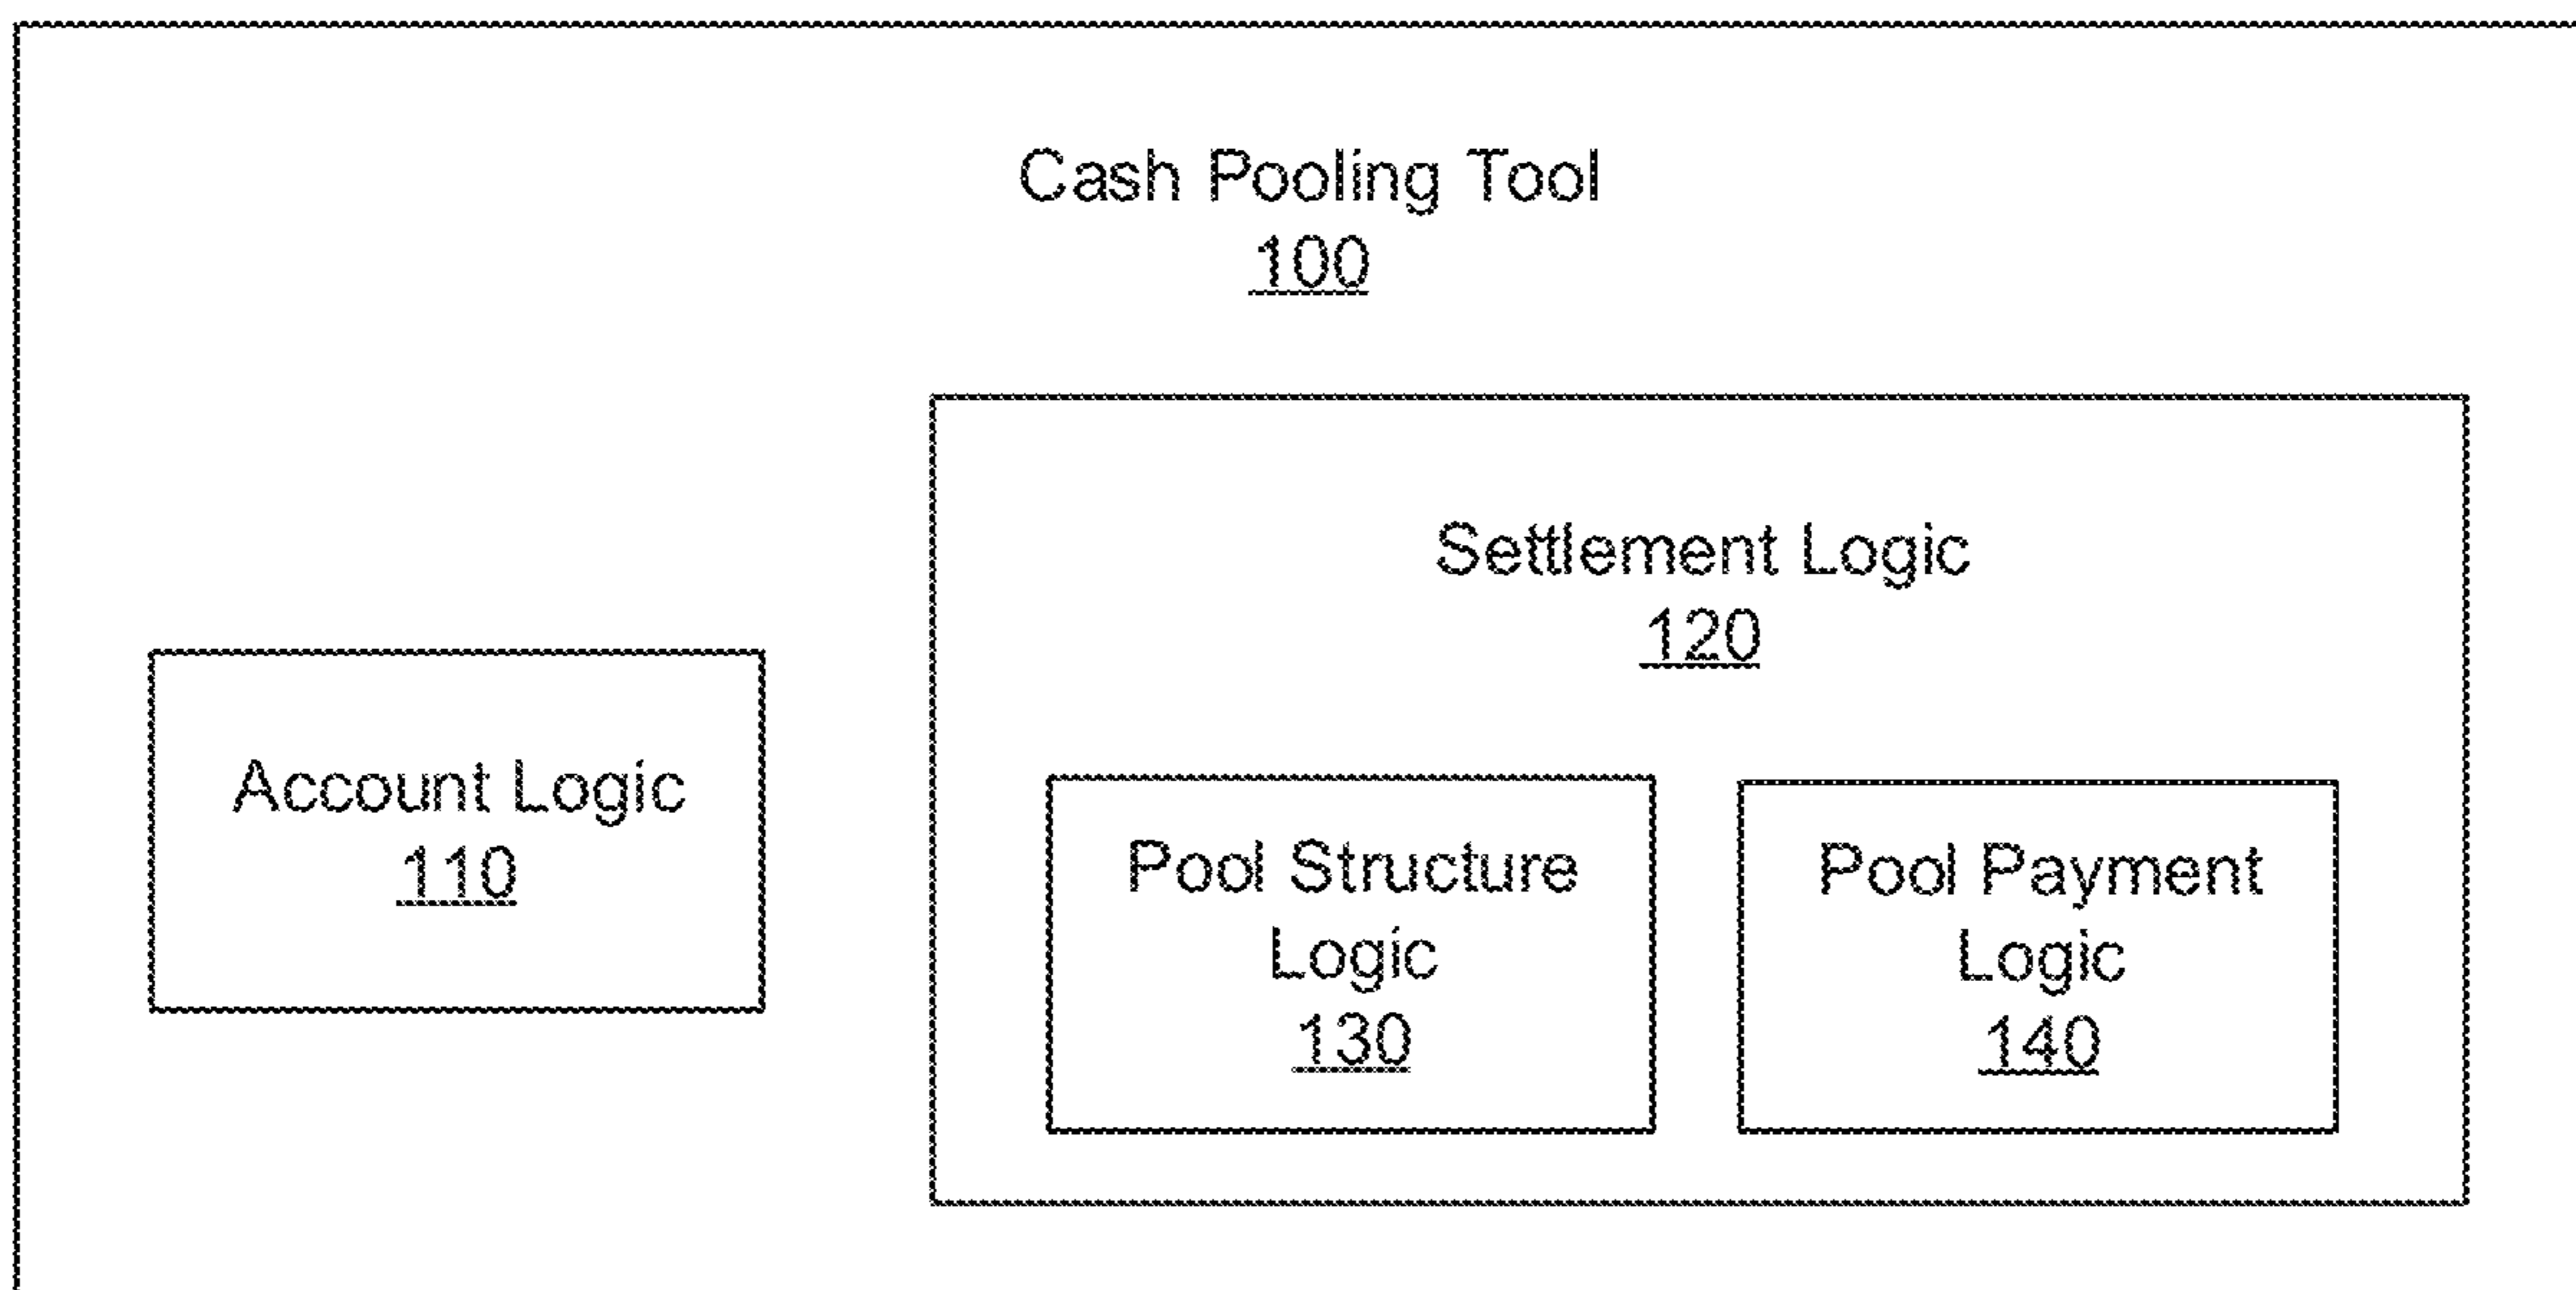 Cash Pooling Tool
100
Settlement Logic
120
Account Logic
110
Pool Structure
Logic
130
Pool Payment
Logic
140